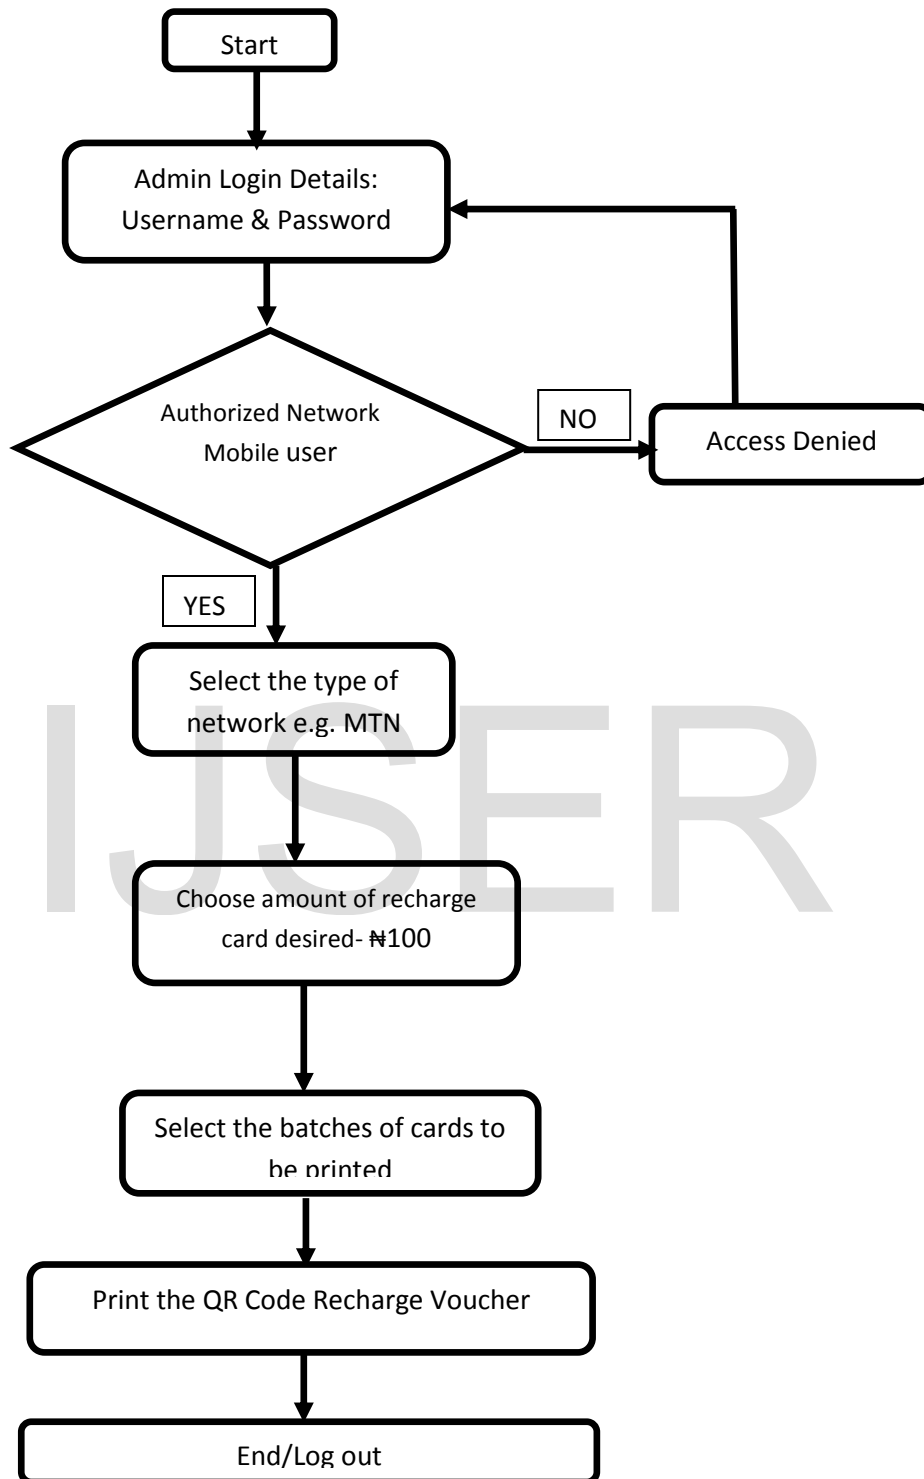 Start
Admin Login Details:
Username & Password
Authorized Network
Mobile user
NO
Access Denied
YES
Select the type of
network e.g. MTN
IJSER
Choose amount of recharge
card desired- ₦100
Select the batches of cards to
be printed
Print the QR Code Recharge Voucher
End/Log out